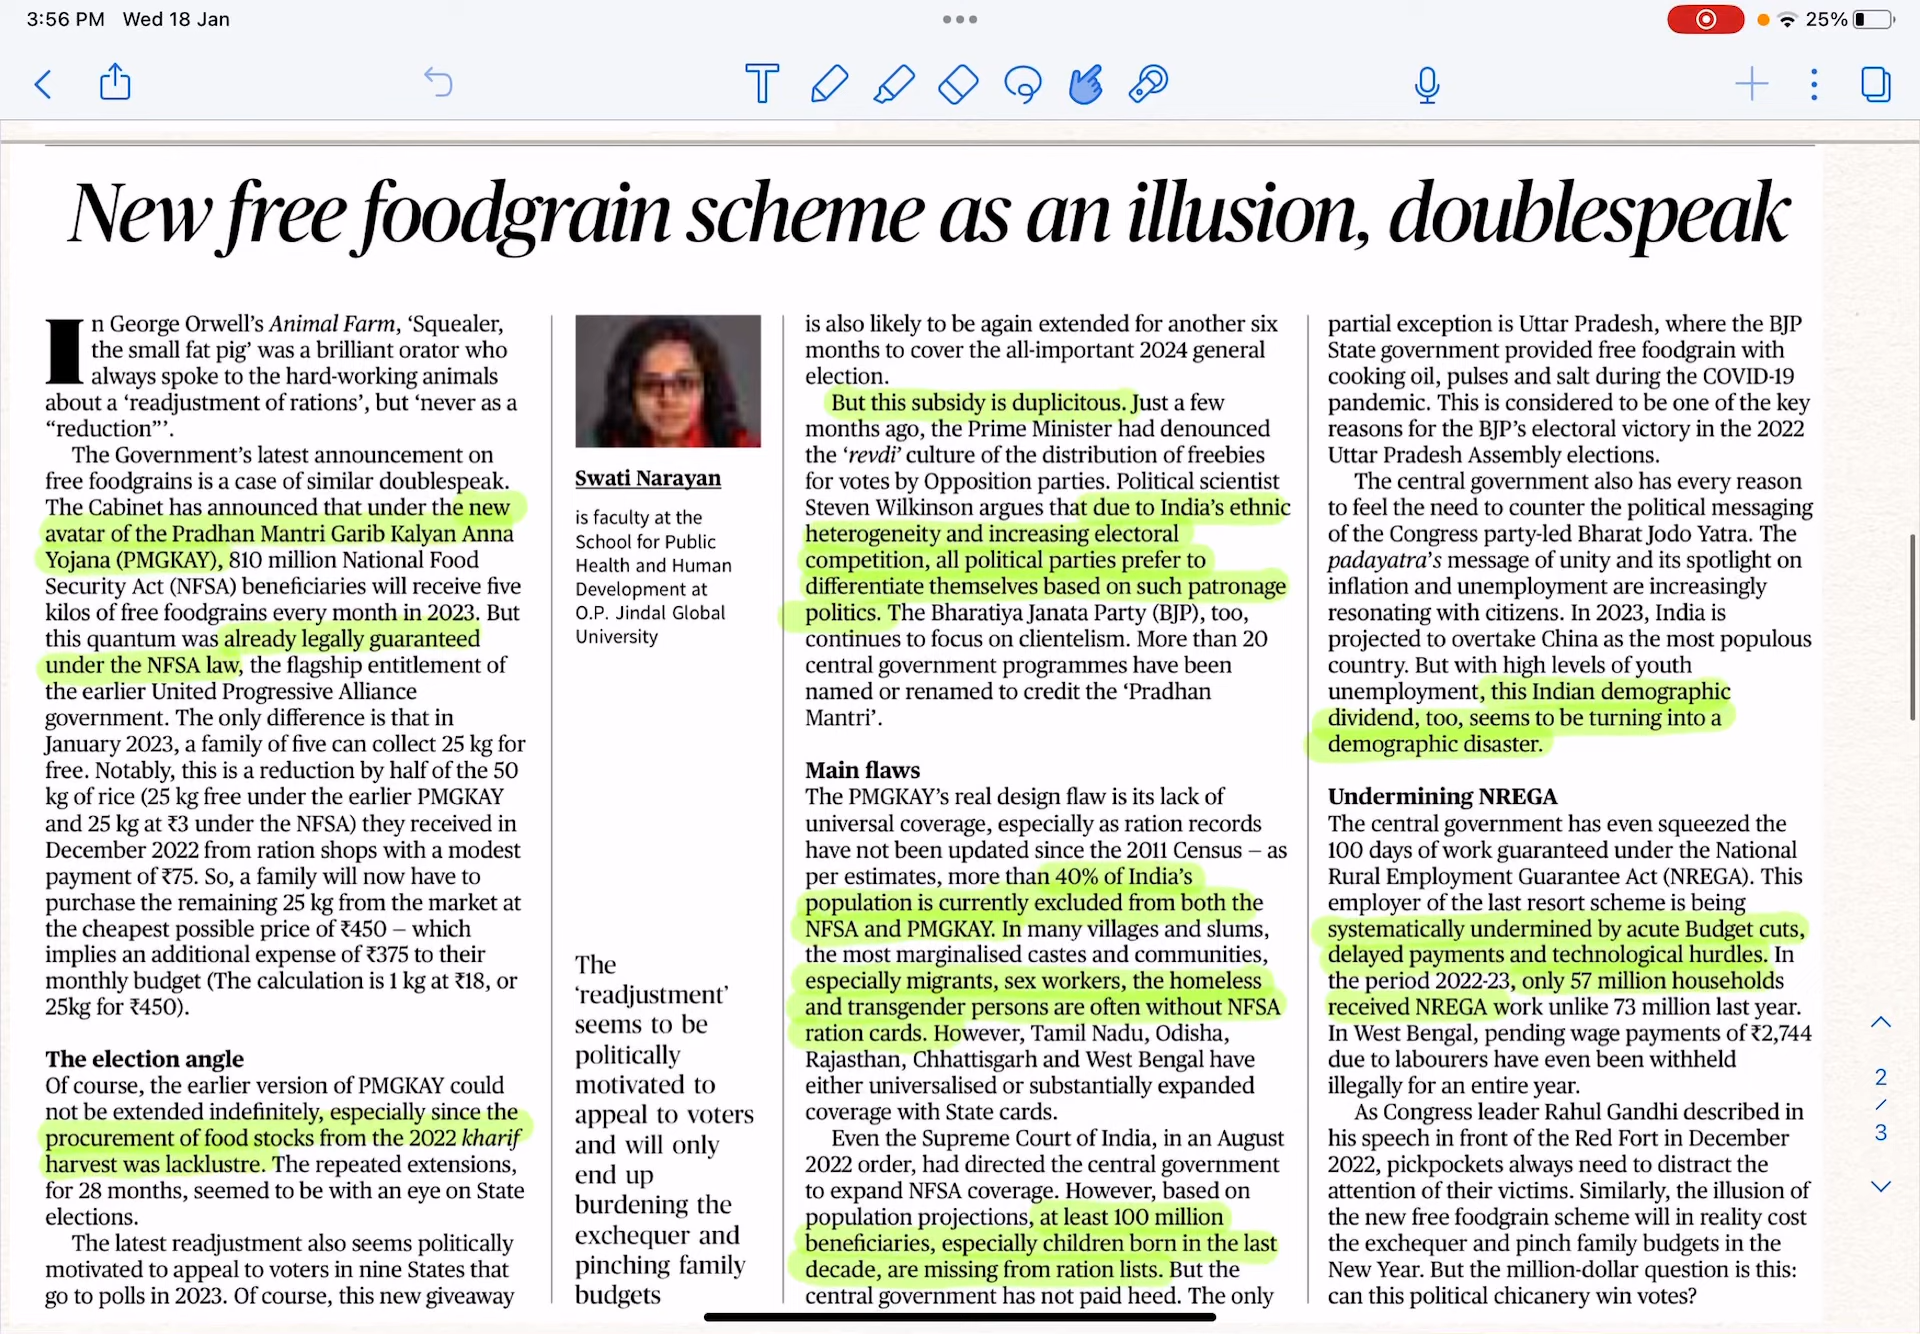 3:56 PM Wed 18 Jan
25%
New free foodgrain scheme as an illusion, doublespeak
In George Orwell's Animal Farm, ‘Squealer,
the small fat pig’ was a brilliant orator who
always spoke to the hard-working animals
about a ‘readjustment of rations’, but ‘never as a
“reduction”’.
The Government's latest announcement on
free foodgrains is a case of similar doublespeak.
The Cabinet has announced that under the new
avatar of the Pradhan Mantri Garib Kalyan Anna
Yojana (PMGKAY), 810 million National Food
Security Act (NFSA) beneficiaries will receive five
kilos of free foodgrains every month in 2023. But
this quantum was already legally guaranteed
under the NFSA law, the flagship entitlement of
the earlier United Progressive Alliance
government. The only difference is that in
January 2023, a family of five can collect 25 kg for
free. Notably, this is a reduction by half of the 50
kg of rice (25 kg free under the earlier PMGKAY
and 25 kg at ₹3 under the NFSA) they received in
December 2022 from ration shops with a modest
payment of ₹75. So, a family will now have to
purchase the remaining 25 kg from the market at
the cheapest possible price of ₹450 – which
implies an additional expense of ₹375 to their
monthly budget (The calculation is 1 kg at ₹18, or
25kg for ₹450).
The election angle
Of course, the earlier version of PMGKAY could
not be extended indefinitely, especially since the
procurement of food stocks from the 2022 kharif
harvest was lacklustre. The repeated extensions,
for 28 months, seemed to be with an eye on State
elections.
The latest readjustment also seems politically
motivated to appeal to voters in nine States that
go to polls in 2023. Of course, this new giveaway
Swati Narayan
is faculty at the
School for Public
Health and Human
Development at
O.P. Jindal Global
University
The
‘readjustment’
seems to be
politically
motivated to
appeal to voters
and will only
end up
burdening the
exchequer and
pinching family
budgets
is also likely to be again extended for another six
months to cover the all-important 2024 general
election.
But this subsidy is duplicitous. Just a few
months ago, the Prime Minister had denounced
the ‘revdi’ culture of the distribution of freebies
for votes by Opposition parties. Political scientist
Steven Wilkinson argues that due to India's ethnic
heterogeneity and increasing electoral
competition, all political parties prefer to
differentiate themselves based on such patronage
politics. The Bharatiya Janata Party (BJP), too,
continues to focus on clientelism. More than 20
central government programmes have been
named or renamed to credit the ‘Pradhan
Mantri’.
Main flaws
The PMGKAY's real design flaw is its lack of
universal coverage, especially as ration records
have not been updated since the 2011 Census – as
per estimates, more than 40% of India's
population is currently excluded from both the
NFSA and PMGKAY. In many villages and slums,
the most marginalised castes and communities,
especially migrants, sex workers, the homeless
and transgender persons are often without NFSA
ration cards. However, Tamil Nadu, Odisha,
Rajasthan, Chhattisgarh and West Bengal have
either universalised or substantially expanded
coverage with State cards.
Even the Supreme Court of India, in an August
2022 order, had directed the central government
to expand NFSA coverage. However, based on
population projections, at least 100 million
beneficiaries, especially children born in the last
decade, are missing from ration lists. But the
central government has not paid heed. The only
partial exception is Uttar Pradesh, where the BJP
State government provided free foodgrain with
cooking oil, pulses and salt during the COVID-19
pandemic. This is considered to be one of the key
reasons for the BJP's electoral victory in the 2022
Uttar Pradesh Assembly elections.
The central government also has every reason
to feel the need to counter the political messaging
of the Congress party-led Bharat Jodo Yatra. The
padayatra's message of unity and its spotlight on
inflation and unemployment are increasingly
resonating with citizens. In 2023, India is
projected to overtake China as the most populous
country. But with high levels of youth
unemployment, this Indian demographic
dividend, too, seems to be turning into a
demographic disaster.
Undermining NREGA
The central government has even squeezed the
100 days of work guaranteed under the National
Rural Employment Guarantee Act (NREGA). This
employer of the last resort scheme is being
systematically undermined by acute Budget cuts,
delayed payments and technological hurdles. In
the period 2022-23, only 57 million households
received NREGA work unlike 73 million last year.
In West Bengal, pending wage payments of ₹2,744
due to labourers have even been withheld
illegally for an entire year.
As Congress leader Rahul Gandhi described in
his speech in front of the Red Fort in December
2022, pickpockets always need to distract the
attention of their victims. Similarly, the illusion of
the new free foodgrain scheme will in reality cost
the exchequer and pinch family budgets in the
New Year. But the million-dollar question is this:
can this political chicanery win votes?
2
/
3